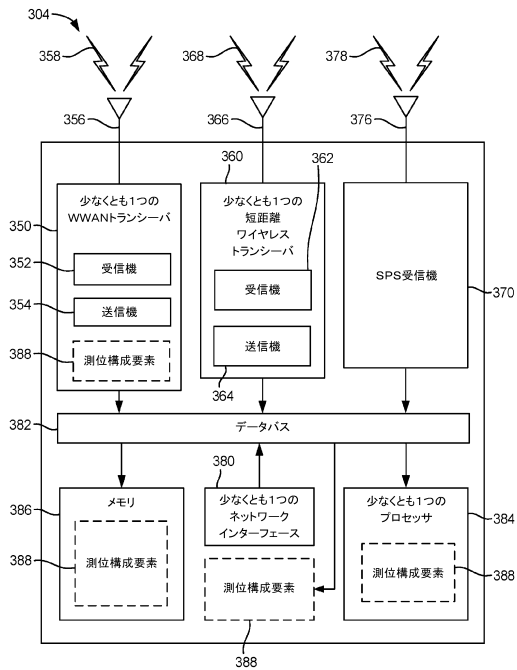 304
358
368
378
356
366
376
360
362
少なくとも1つの
WWANトランシーバ
少なくとも1つの
短距離
ワイヤレス
トランシーバ
350
352
受信機
受信機
SPS受信機
370
354
送信機
送信機
388
測位構成要素
364
382
データバス
380
386
メモリ
少なくとも1つの
ネットワーク
インターフェース
少なくとも1つの
プロセッサ
384
388
測位構成要素
測位構成要素
測位構成要素
388
388